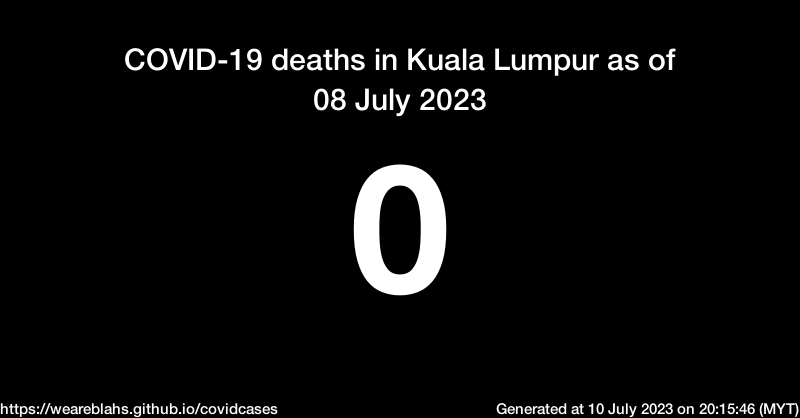 COVID-19 deaths in Kuala Lumpur as of
08 July 2023
0
https://weareblahs.github.io/covidcases
Generated at 10 July 2023 on 20:15:46 (MYT)